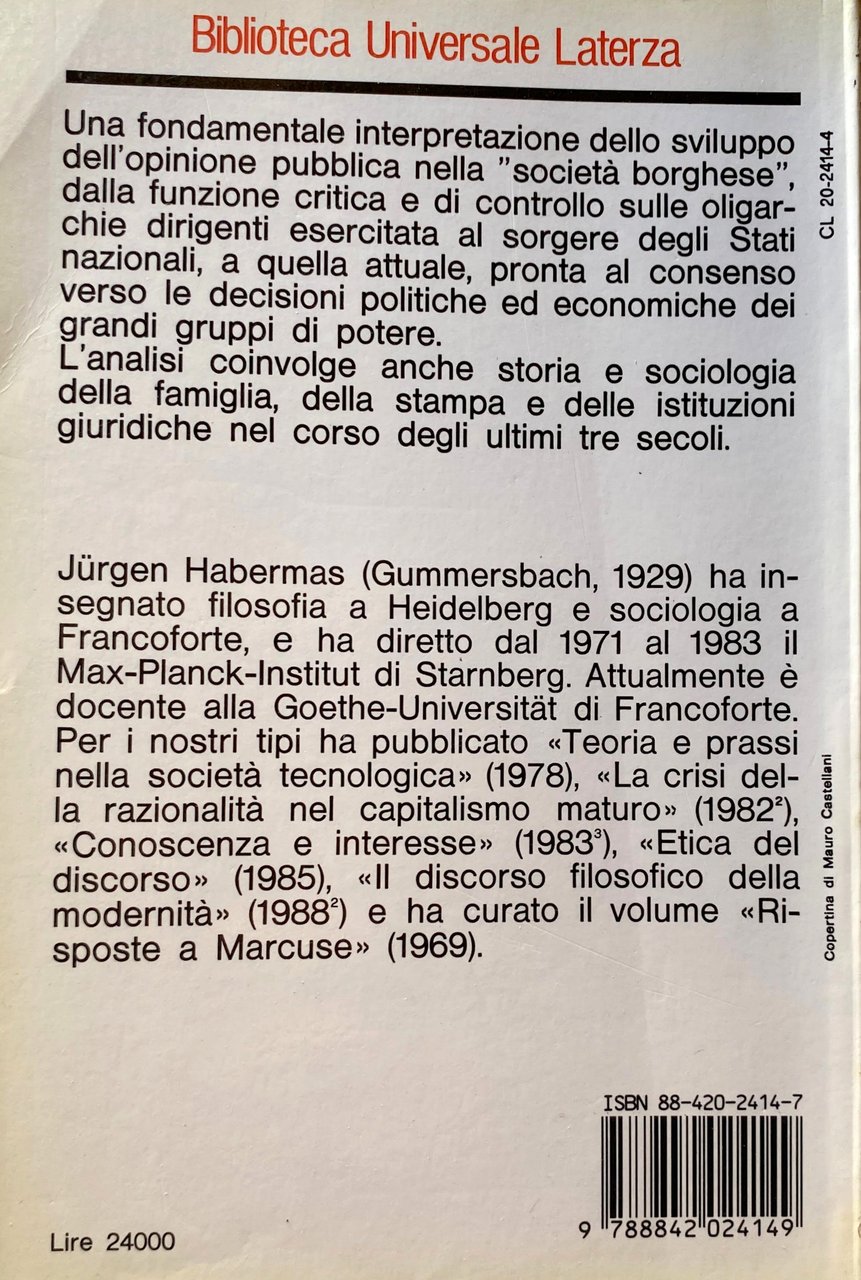 Biblioteca Universale Laterza
Una fondamentale interpretazione dello sviluppo
dell'opinione pubblica nella "società borghese",
dalla funzione critica e di controllo sulle oligar-
chie dirigenti esercitata al sorgere degli Stati
nazionali, a quella attuale, pronta al consenso
verso le decisioni politiche ed economiche dei
grandi gruppi di potere.
L'analisi coinvolge anche storia e sociologia
della famiglia, della stampa e delle istituzioni
giuridiche nel corso degli ultimi tre secoli.
Jürgen Habermas (Gummersbach, 1929) ha in-
segnato filosofia a Heidelberg e sociologia a
Francoforte, e ha diretto dal 1971 al 1983 il
Max-Planck-Institut di Starnberg. Attualmente è
docente alla Goethe-Universität di Francoforte.
Per i nostri tipi ha pubblicato «Teoria e prassi
nella società tecnologica» (1978), «La crisi del-
la razionalità nel capitalismo maturo» (1982²),
«Conoscenza e interesse» (1983³), «Etica del
discorso» (1985), «Il discorso filosofico della
modernità» (1988²) e ha curato il volume «Ri-
sposte a Marcuse» (1969).
CL 20-2414-4
Copertina di Mauro Castellani
ISBN 88-420-2414-7
9 788842 024149
Lire 24000